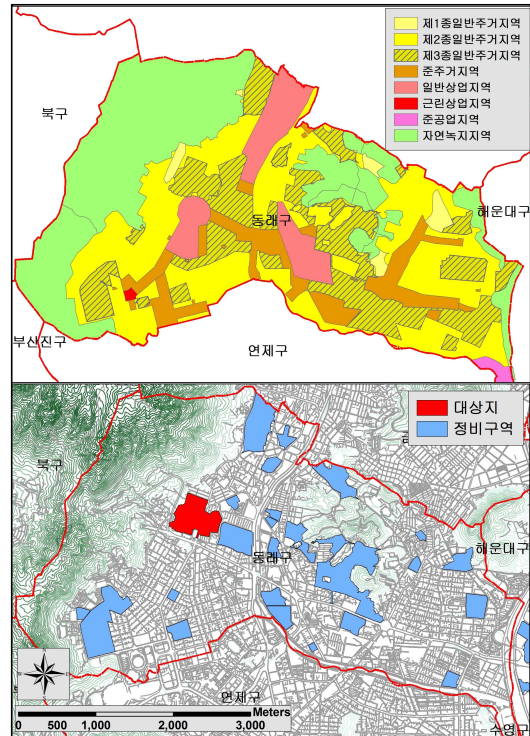 제1종일반주거지역
제2종일반주거지역
제3종일반주거지역
준주거지역
일반상업지역
근린상업지역
준공업지역
자연녹지지역
북구
해운대구
동래구
부산진구
연제구
대상지
정비구역
북구
해운대구
동래구
연제구
수영구
Meters
0 500 1,000 2,000 3,000